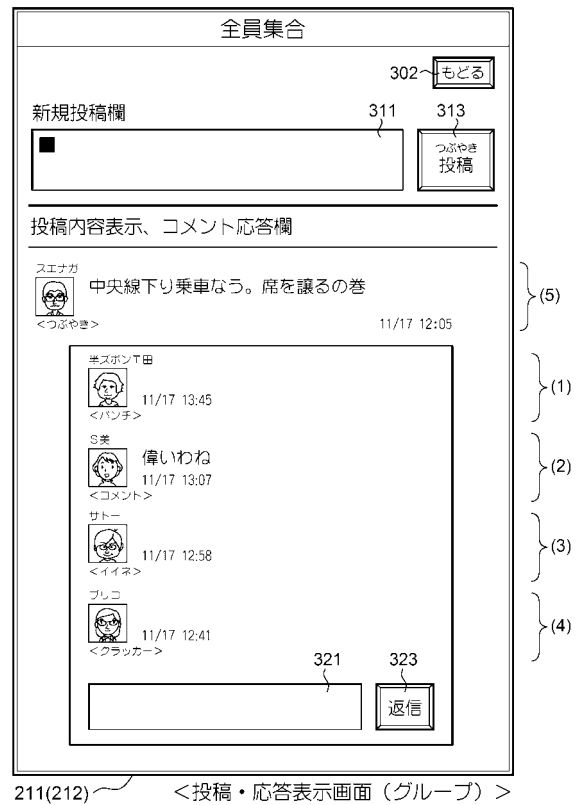 全員集合
302 もどる
新規投稿欄 311 313
つぶやき
投稿
投稿内容表示、コメント応答欄
スエナガ
中央線下り乗車なう。席を譲るの巻
<つぶやき> 11/17 12:05
(5)
半ズボンT田
11/17 13:45
<パンチ>
(1)
S美
偉いわね
11/17 13:07
<コメント>
(2)
サトー
11/17 12:58
<イイネ>
(3)
ブレコ
11/17 12:41
<クラッカー>
(4)
321 323
返信
211(212) <投稿・応答表示画面（グループ）>